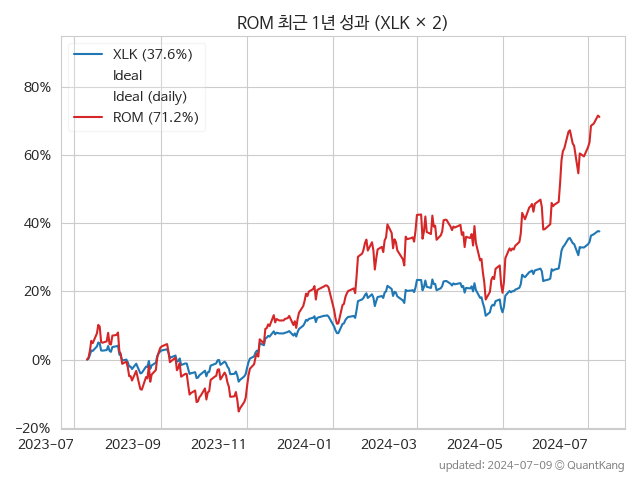 ROM 최근 1년 성과 (XLK × 2)
XLK (37.6%)
Ideal
Ideal (daily)
ROM (71.2%)
80%
60%
40%
20%
0%
−20%
2023-07
2023-09
2023-11
2024-01
2024-03
2024-05
2024-07
updated: 2024-07-09 © QuantKang